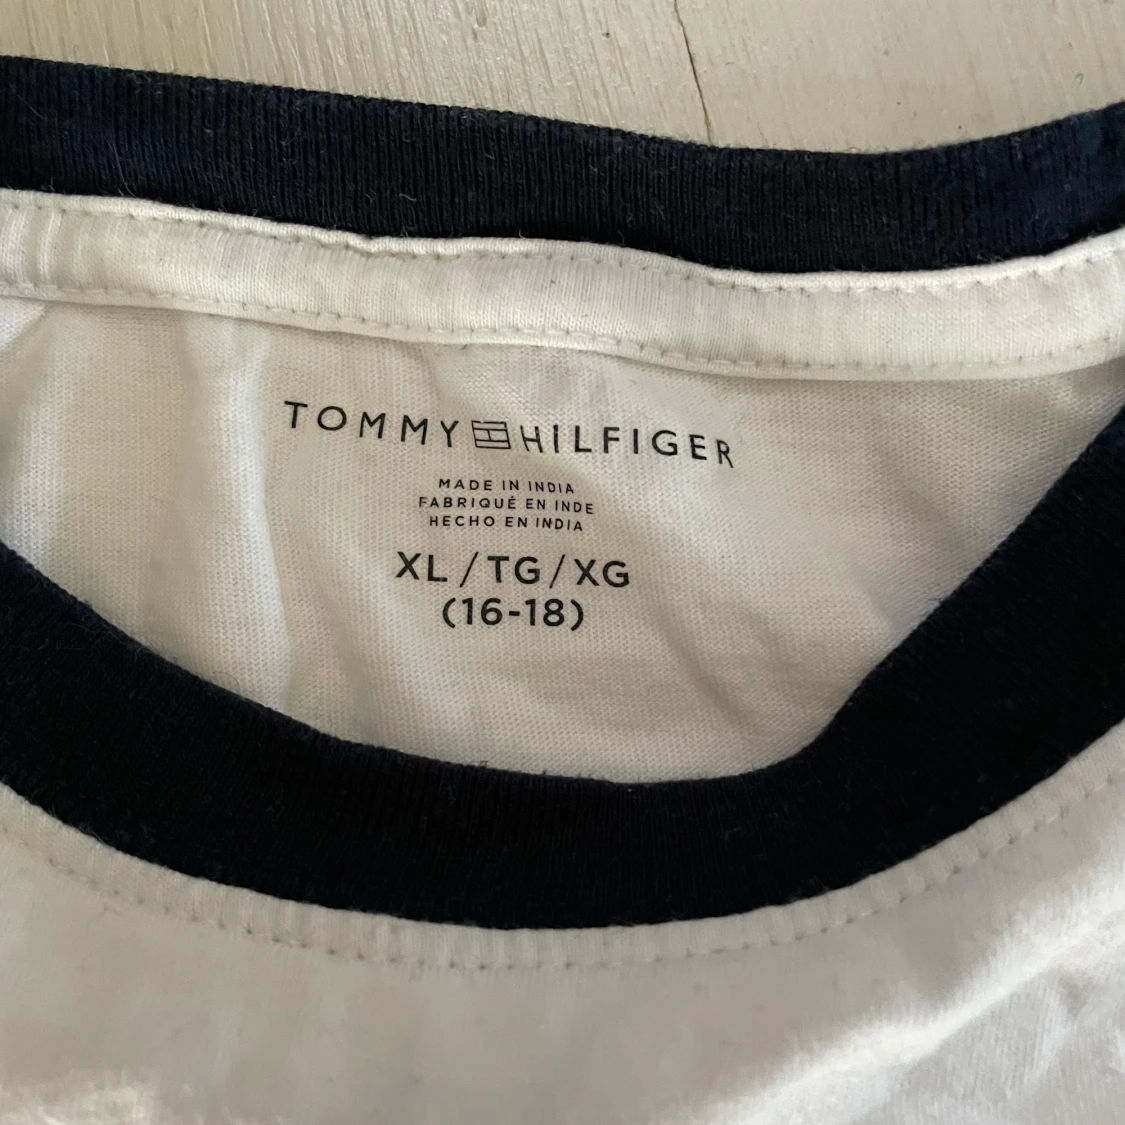 TOMMY HILFIGER
MADE IN INDIA
FABRIQUÉ EN INDE
HECHO EN INDIA
XL/TG/XG
(16-18)